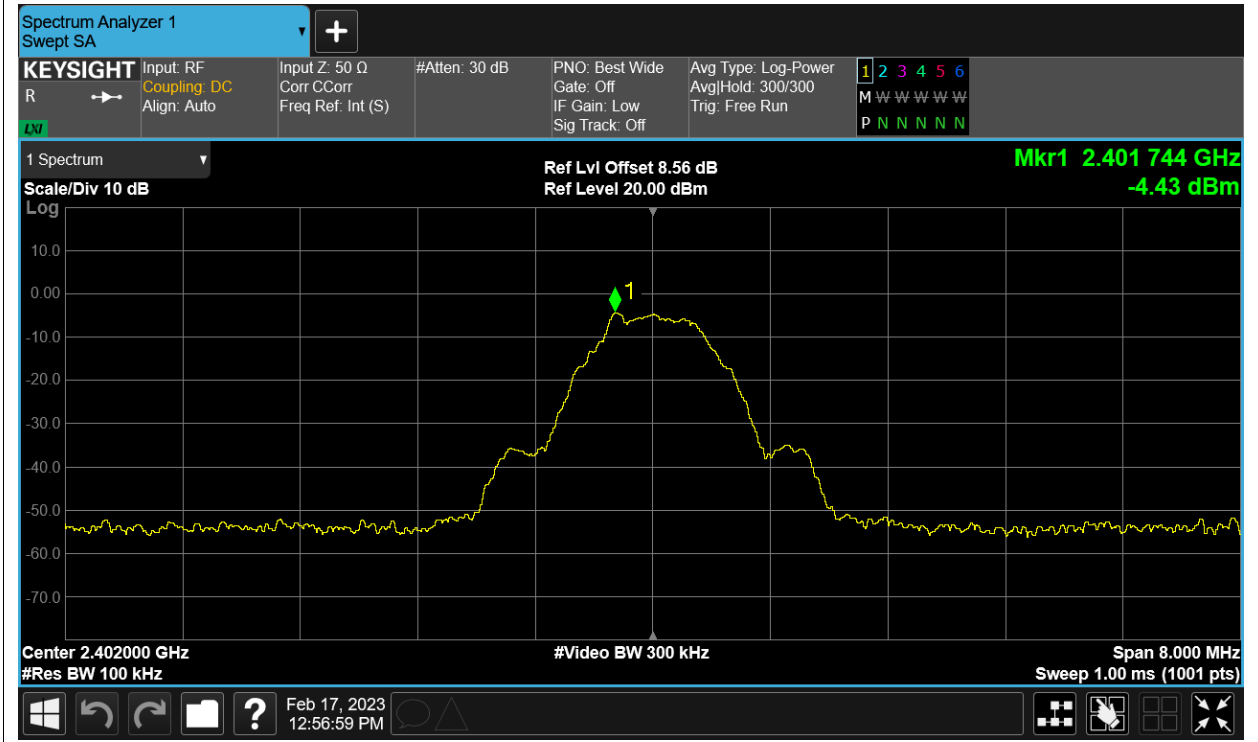 Spectrum Analyzer 1
Swept SA
+
KEYSIGHT
R
LXI
Input: RF
Coupling: DC
Align: Auto
Input Z: 50 Ω
Corr CCorr
Freq Ref: Int (S)
#Atten: 30 dB
PNO: Best Wide
Gate: Off
IF Gain: Low
Sig Track: Off
Avg Type: Log-Power
Avg|Hold: 300/300
Trig: Free Run
1 2 3 4 5 6
M W W W W W
P N N N N N
1 Spectrum
Scale/Div 10 dB
Log
Ref Lvl Offset 8.56 dB
Ref Level 20.00 dBm
Mkr1 2.401 744 GHz
-4.43 dBm
10.0
0.00
-10.0
-20.0
-30.0
-40.0
-50.0
-60.0
-70.0
1
Center 2.402000 GHz
#Res BW 100 kHz
#Video BW 300 kHz
Span 8.000 MHz
Sweep 1.00 ms (1001 pts)
?
Feb 17, 2023
12:56:59 PM